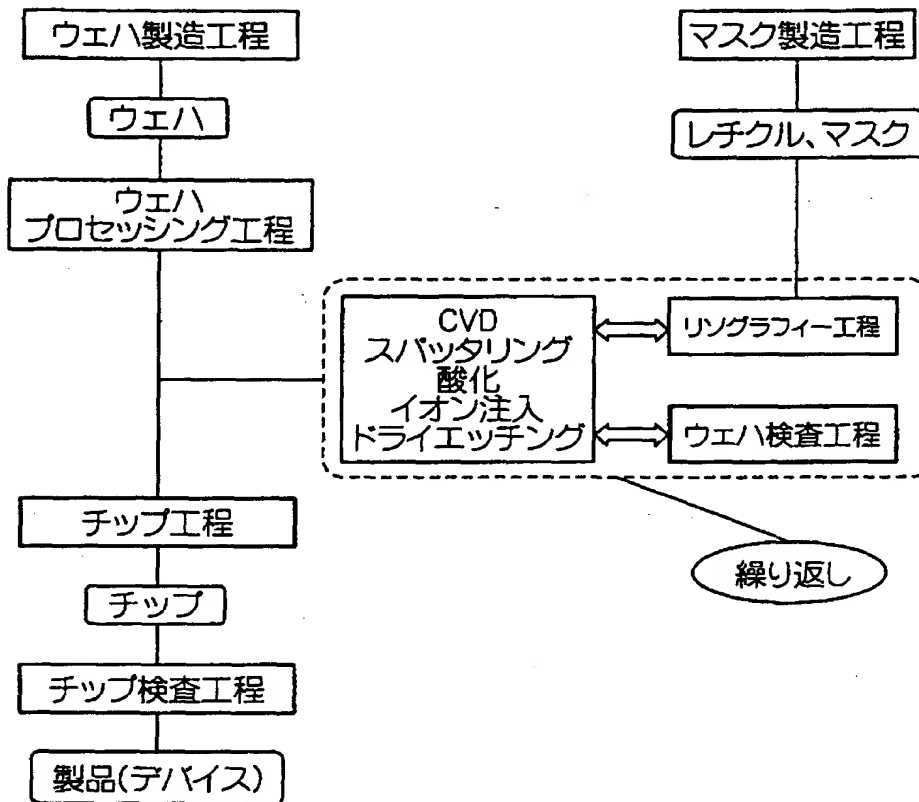 ウェハ製造工程
マスク製造工程
ウェハ
レチクル、マスク
ウェハ
プロセッシング工程
CVD
スパッタリング
酸化
イオン注入
ドライエッチング
リソグラフィー工程
ウェハ検査工程
チップ工程
繰り返し
チップ
チップ検査工程
製品(デバイス)